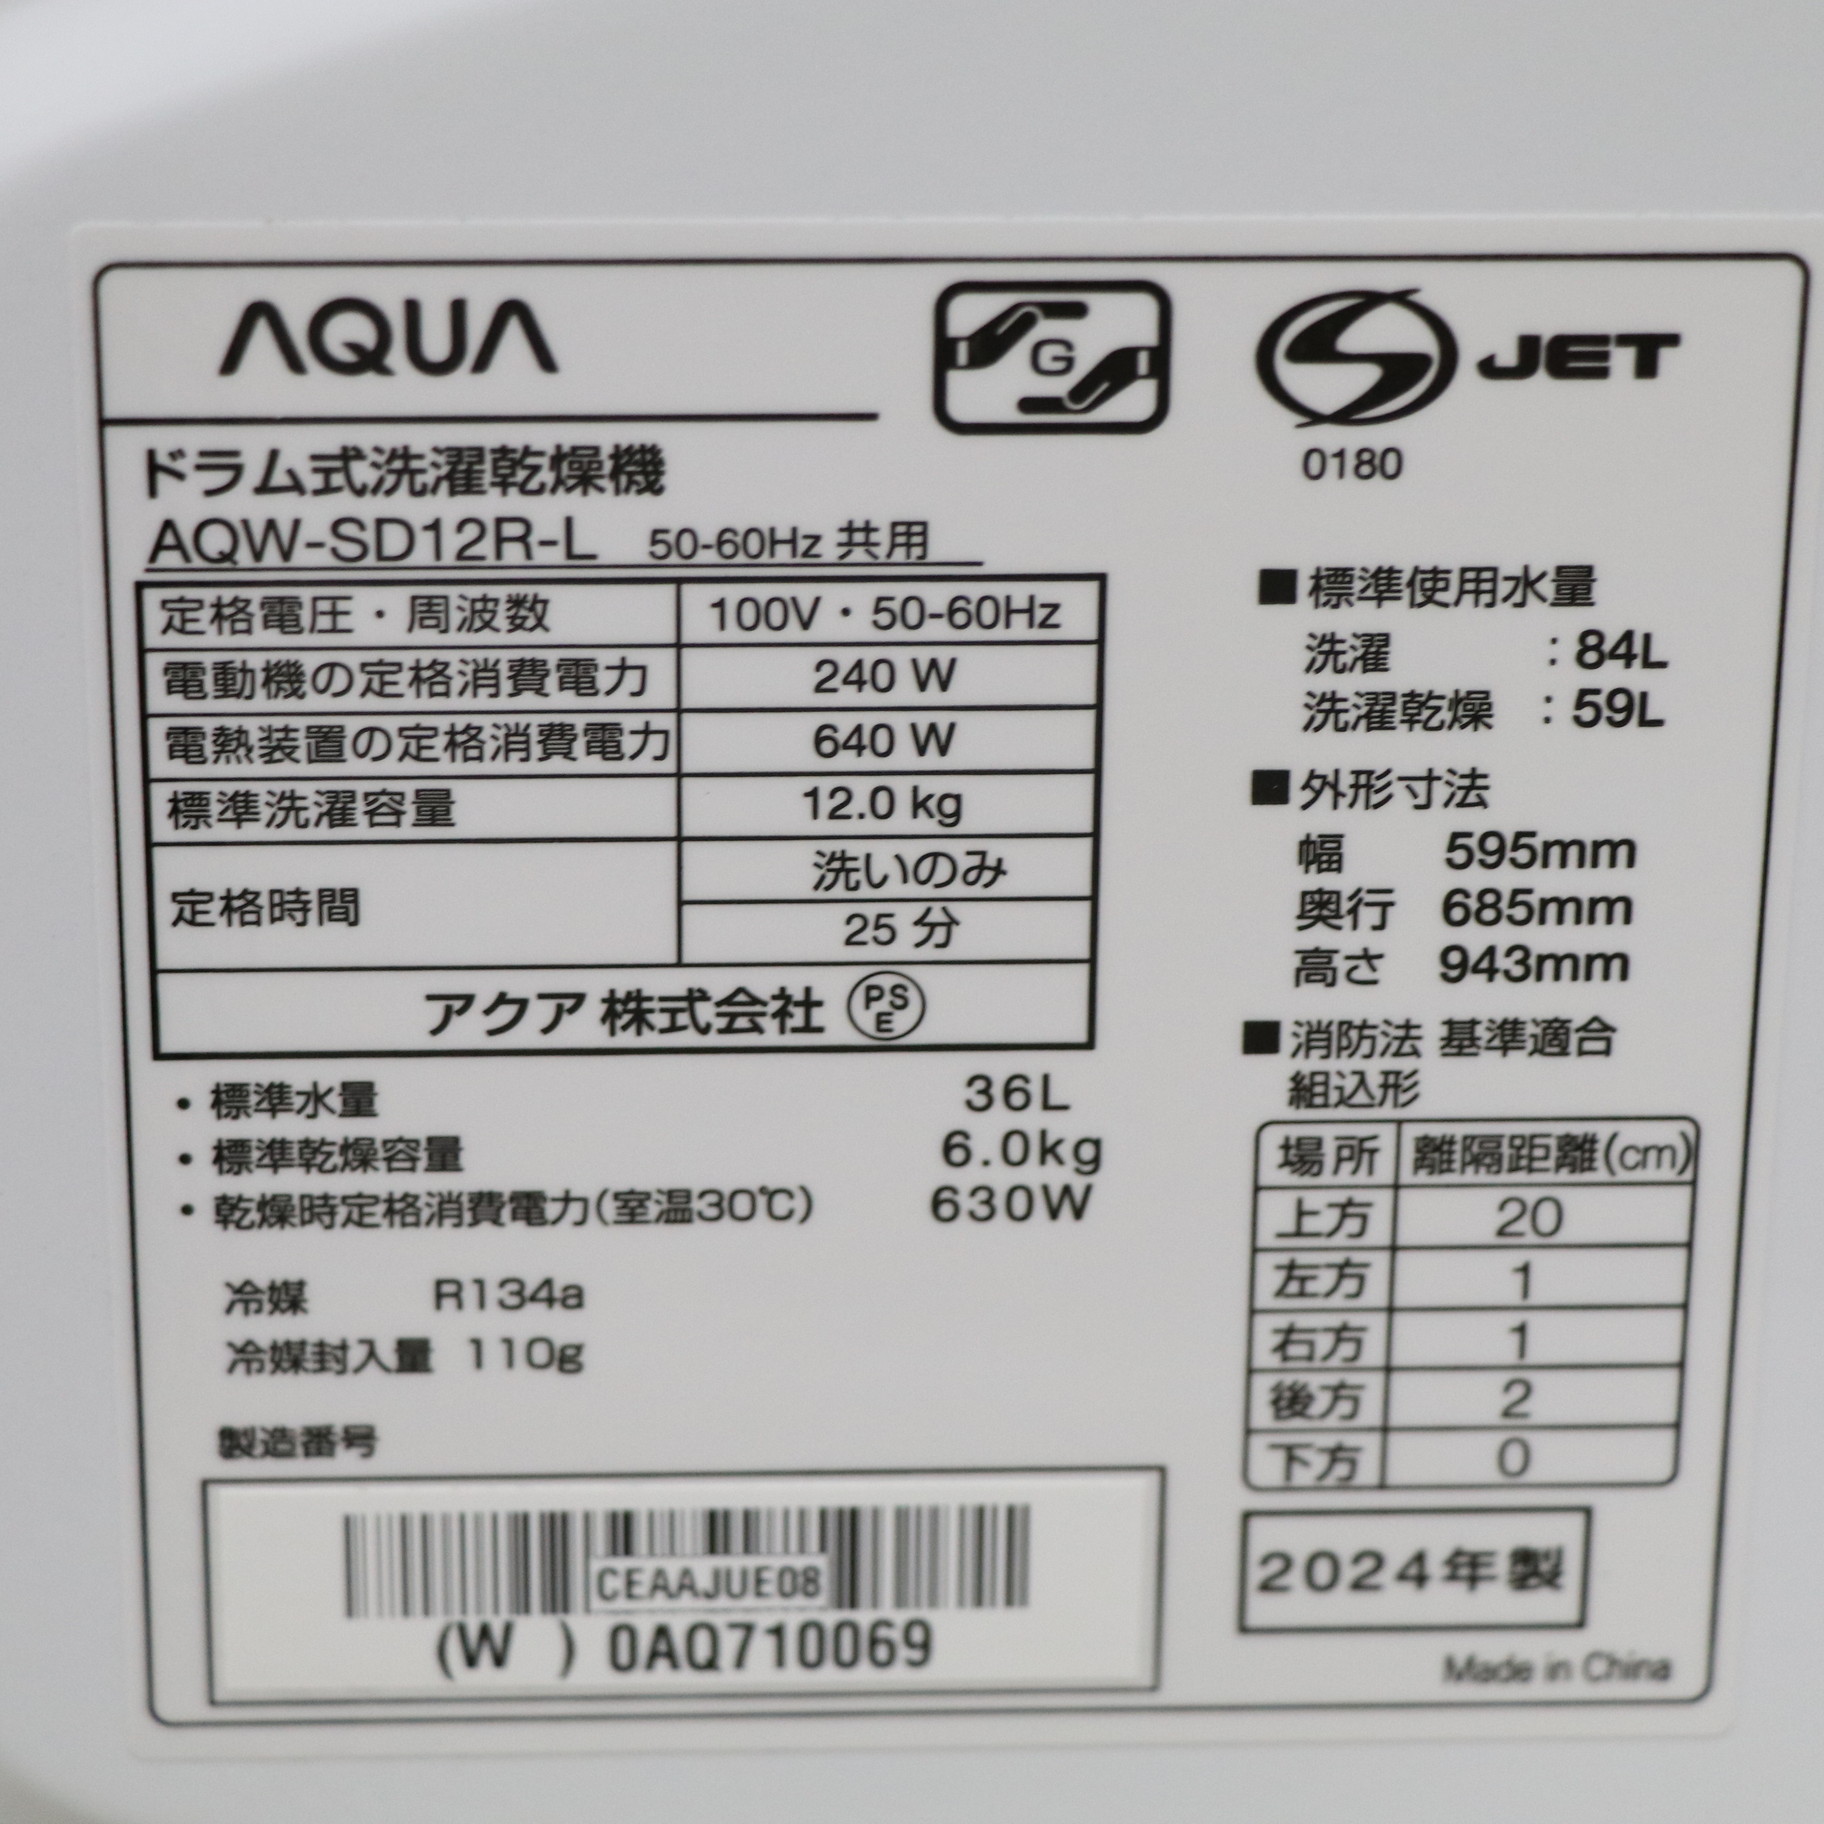 AQUA
G
S JET
0180
ドラム式洗濯乾燥機
AQW-SD12R-L 50-60Hz 共用
定格電圧・周波数 100V・50-60Hz
電動機の定格消費電力 240 W
電熱装置の定格消費電力 640 W
標準洗濯容量 12.0 kg
定格時間 洗いのみ
25 分
アクア 株式会社 PSE
・標準水量 36L
・標準乾燥容量 6.0kg
・乾燥時定格消費電力(室温30℃) 630W
冷媒 R134a
冷媒封入量 110g
製造番号
CEAAJUE08
(W ) 0AQ710069
■標準使用水量
洗濯 : 84L
洗濯乾燥 : 59L
■外形寸法
幅 595mm
奥行 685mm
高さ 943mm
■消防法 基準適合
組込形
場所 離隔距離(cm)
上方 20
左方 1
右方 1
後方 2
下方 0
2024年製
Made in China